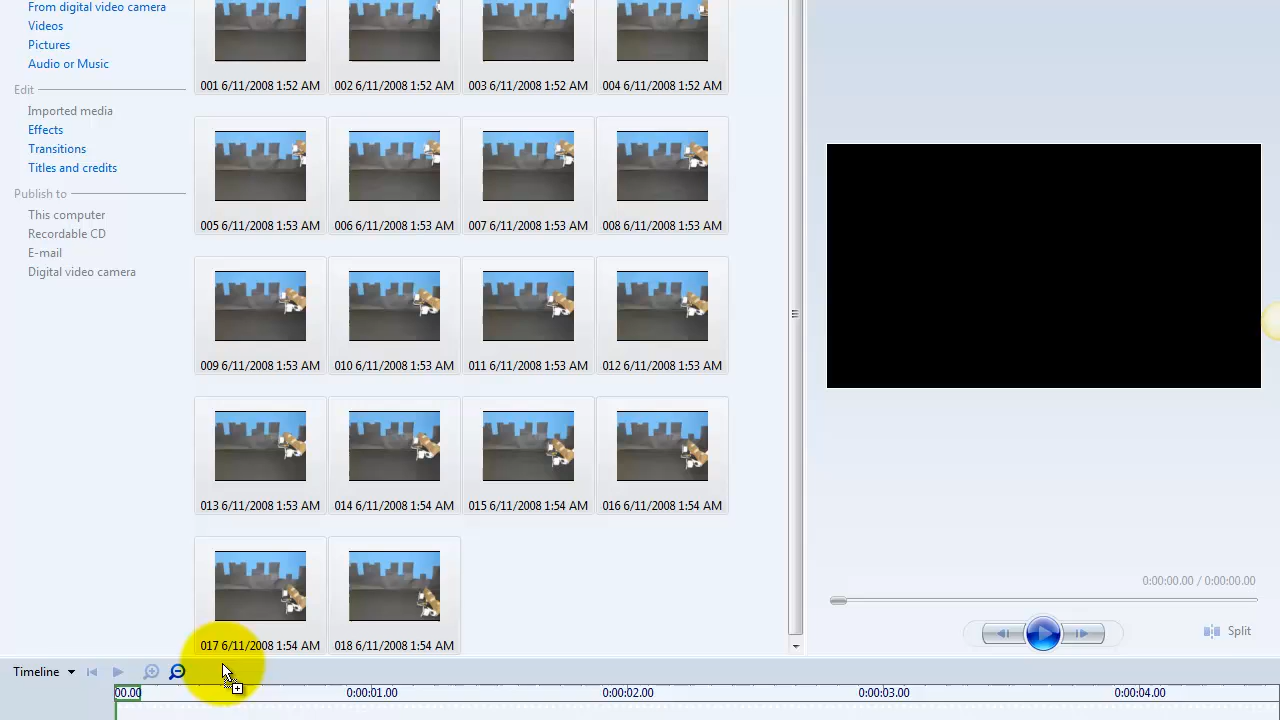 From digital video camera
Videos
Pictures
Audio or Music
Edit
Imported media
Effects
Transitions
Titles and credits
Publish to
This computer
Recordable CD
E-mail
Digital video camera
001 6/11/2008 1:52 AM
002 6/11/2008 1:52 AM
003 6/11/2008 1:52 AM
004 6/11/2008 1:52 AM
005 6/11/2008 1:53 AM
006 6/11/2008 1:53 AM
007 6/11/2008 1:53 AM
008 6/11/2008 1:53 AM
009 6/11/2008 1:53 AM
010 6/11/2008 1:53 AM
011 6/11/2008 1:53 AM
012 6/11/2008 1:53 AM
013 6/11/2008 1:53 AM
014 6/11/2008 1:54 AM
015 6/11/2008 1:54 AM
016 6/11/2008 1:54 AM
017 6/11/2008 1:54 AM
018 6/11/2008 1:54 AM
0:00:00.00 / 0:00:00.00
Split
Timeline
00.00
0:00:01.00
0:00:02.00
0:00:03.00
0:00:04.00